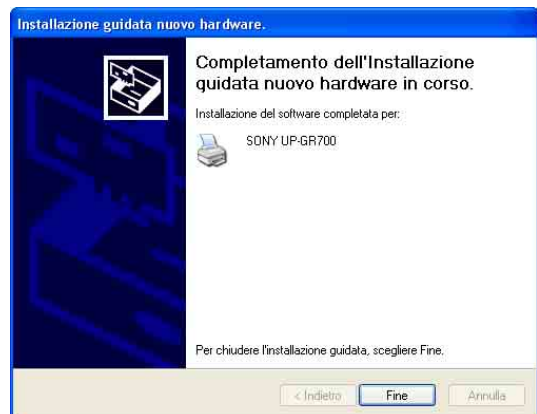 Installazione guidata nuovo hardware.
Completamento dell'Installazione
guidata nuovo hardware in corso.
Installazione del software completata per:
SONY UP-GR700
Per chiudere l'installazione guidata, scegliere Fine.
< Indietro Fine Annulla